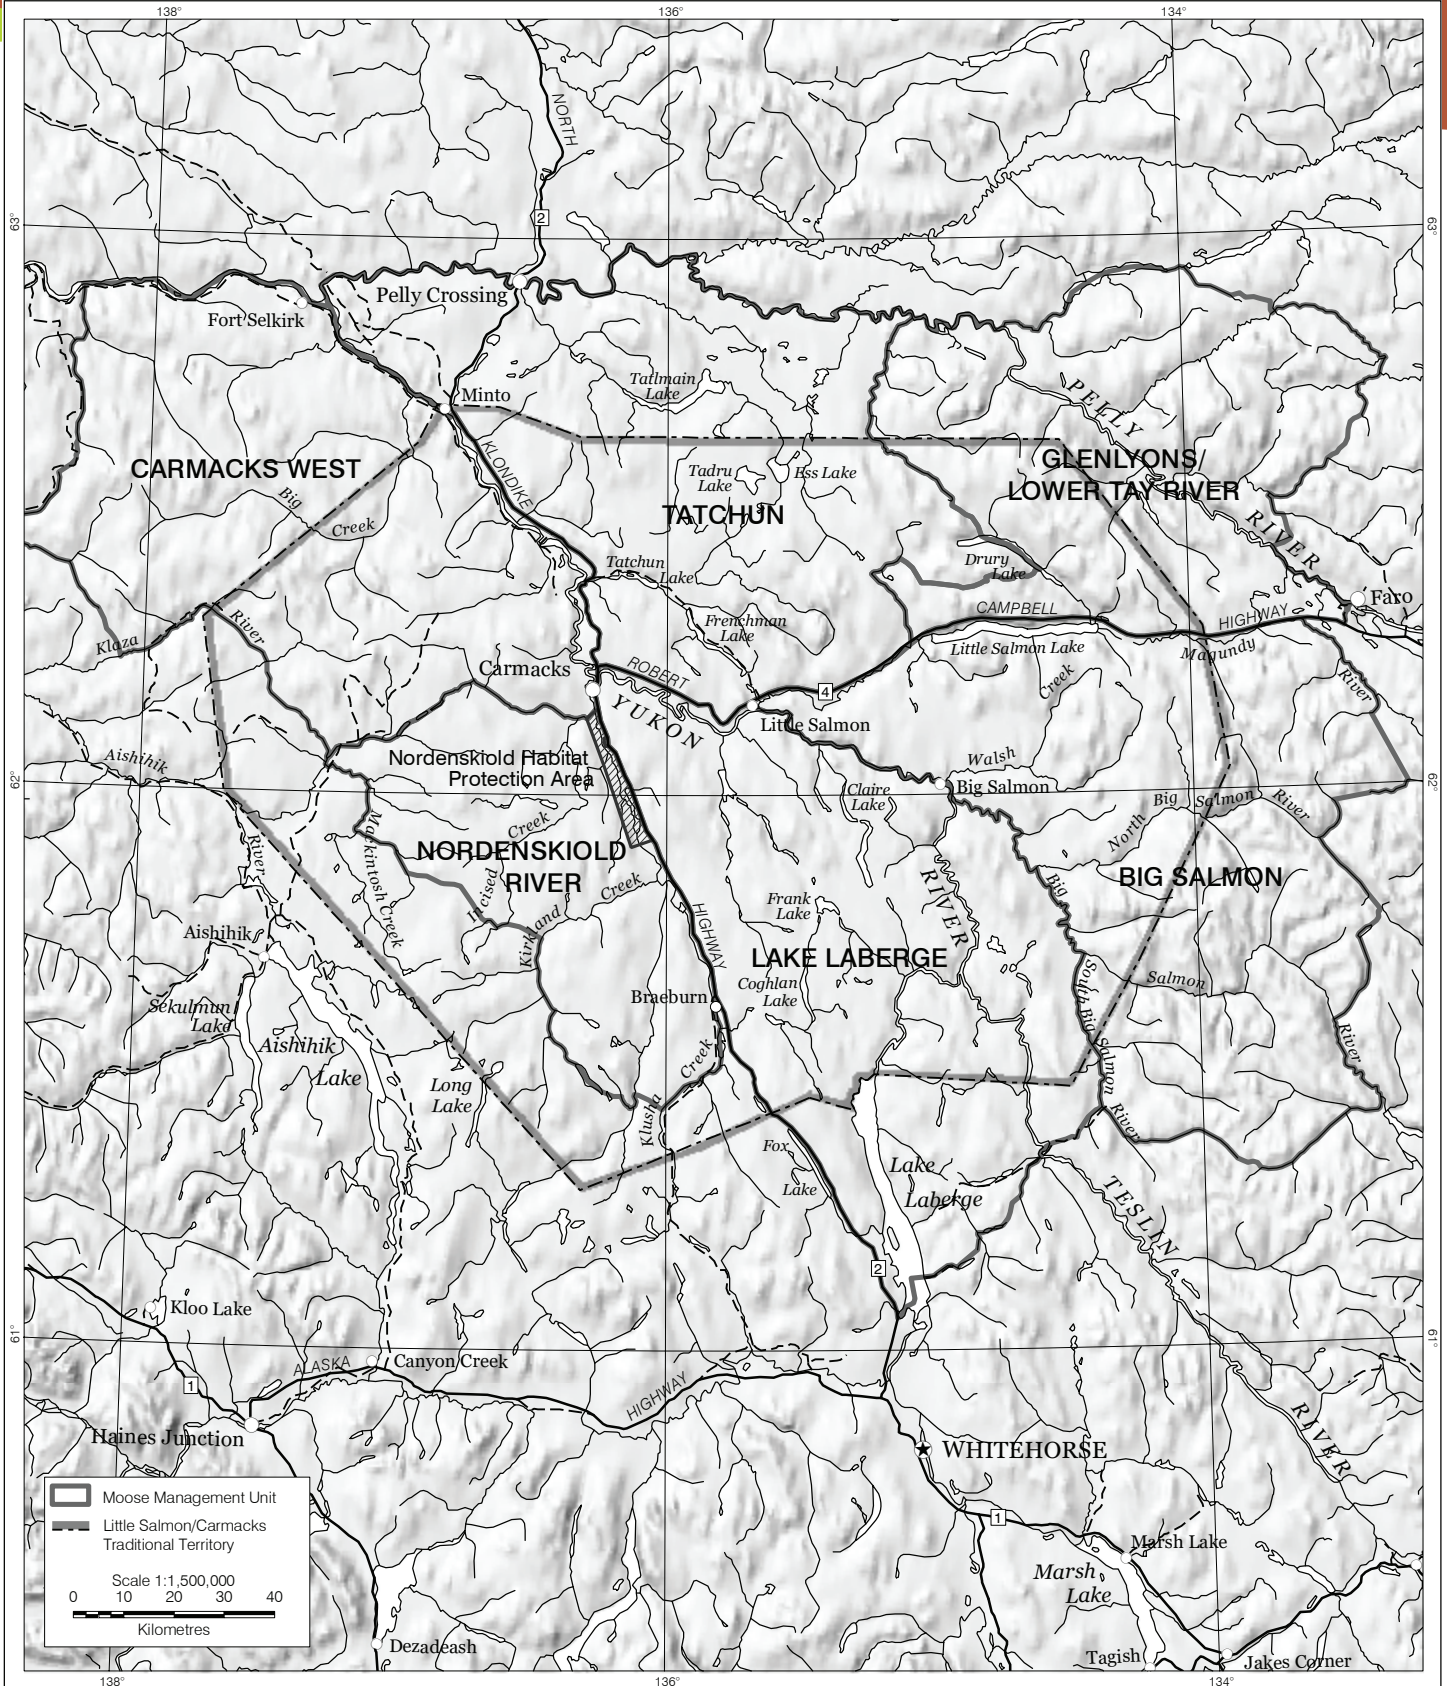 138°
136°
134°
NORTH
2
63°
63°
Pelly Crossing
Fort Selkirk
Tatlmain
Lake
Minto
PELLY
KLONDIKE
CARMACKS WEST
GLENLYONS/
LOWER TAY RIVER
Tadru
Lake
Ess Lake
Big
Creek
TATCHUN
RIVER
Tatchun
Lake
Drury
Lake
Faro
CAMPBELL
HIGHWAY
Frenchman
Lake
River
Klaza
Little Salmon Lake
Magundy
River
Carmacks
ROBERT
4
Creek
YUKON
Little Salmon
Nordenskiold Habitat
Protection Area
Aishihik
Walsh
Big Salmon
Claire
Lake
Big
Salmon
River
62°
62°
North
River
Mackintosh Creek
Creek
NORDENSKIOLD
RIVER
Incised
Creek
Kirkland
RIVER
Big
BIG SALMON
Frank
Lake
HIGHWAY
Aishihik
LAKE LABERGE
Coghlan
Lake
South Big
Salmon
River
Salmon
River
Braeburn
Sekulmun
Lake
Aishihik
Lake
Creek
Long
Lake
Klusha
Fox
Lake
Lake
Laberge
TESLIN
2
Kloo Lake
61°
61°
ALASKA
Canyon Creek
1
HIGHWAY
RIVER
Haines Junction
WHITEHORSE
1
Marsh Lake
Marsh
Lake
Dezadeash
Tagish
Jakes Corner
Moose Management Unit
Little Salmon/Carmacks
Traditional Territory
Scale 1:1,500,000
0 10 20 30 40
Kilometres
138°
136°
134°